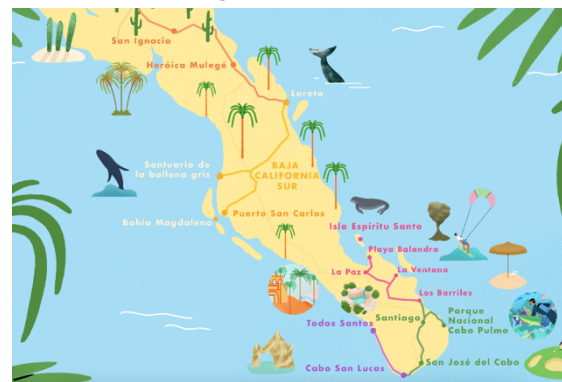 San Ignacio
Heróica Mulegé
Loreto
Santuario de
la ballena gris
BAJA
CALIFORNIA
SUR
Bahía Magdalena
Puerto San Carlos
Isla Espíritu Santo
Playa Balandra
La Paz
La Ventana
Los Barriles
Todos Santos
Santiago
Parque
Nacional
Cabo Pulmo
San José del Cabo
Cabo San Lucas